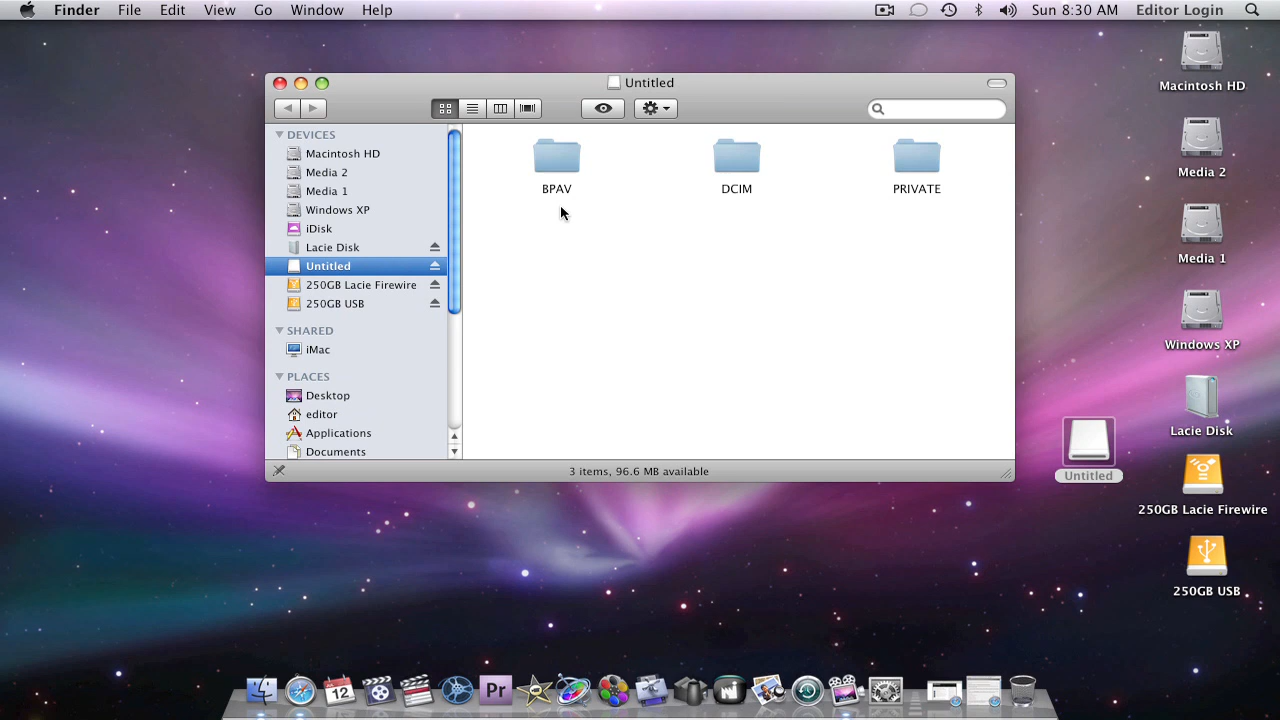 Finder File Edit View Go Window Help Sun 8:30 AM Editor Login
Untitled
DEVICES
Macintosh HD
Media 2
Media 1
Windows XP
iDisk
Lacie Disk
Untitled
250GB Lacie Firewire
250GB USB
SHARED
iMac
PLACES
Desktop
editor
Applications
Documents
BPAV DCIM PRIVATE
3 items, 96.6 MB available
Macintosh HD
Media 2
Media 1
Windows XP
Lacie Disk
Untitled
250GB Lacie Firewire
250GB USB
12
Pr